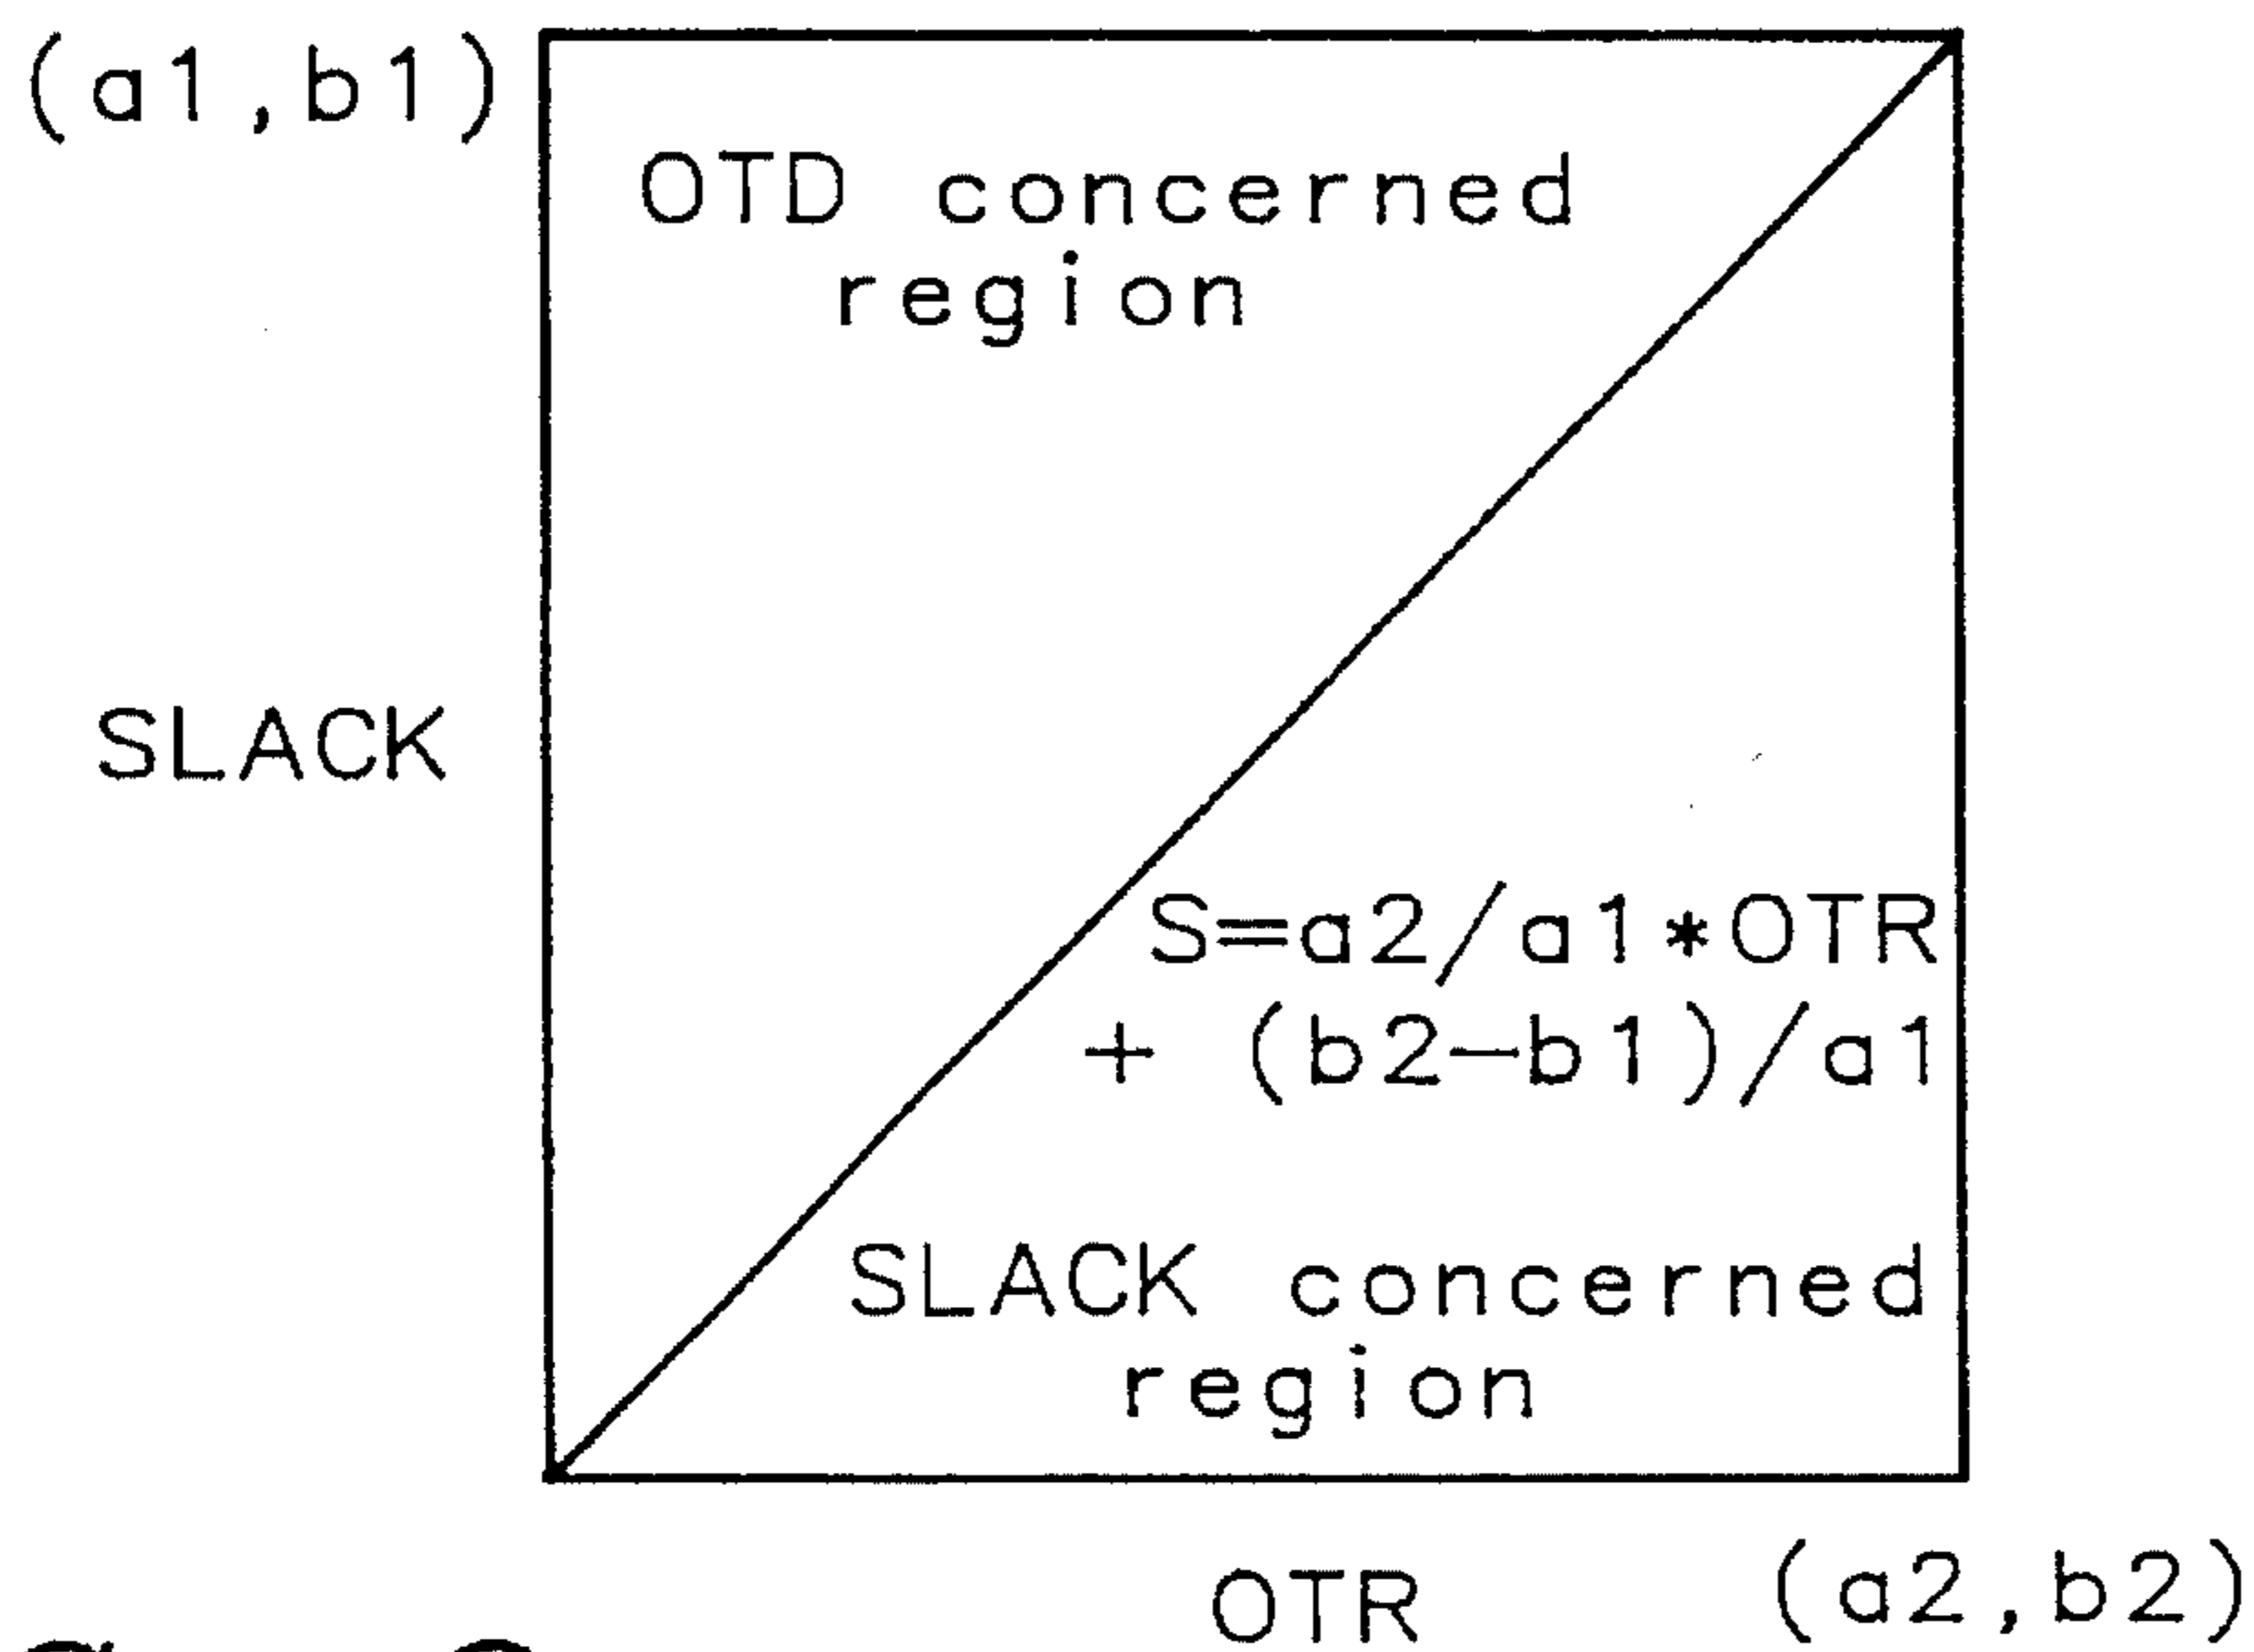 (a1,b1)
OTD concerned
region
SLACK
S=a2/a1*OTR
+ (b2-b1)/a1
SLACK concerned
region
OTR
(a2,b2)